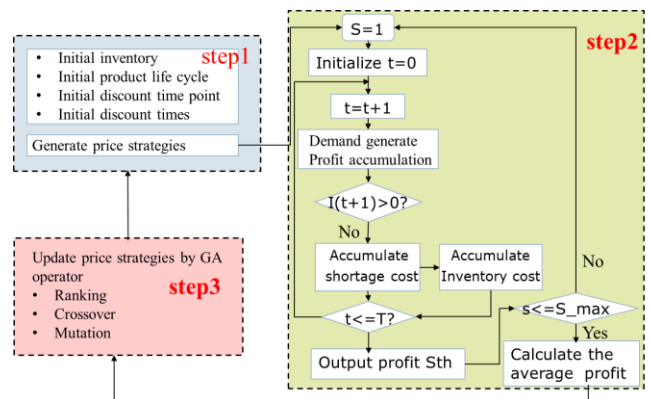 step1
• Initial inventory
• Initial product life cycle
• Initial discount time point
• Initial discount times
Generate price strategies
step2
S=1
Initialize t=0
t=t+1
Demand generate
Profit accumulation
I(t+1)>0?
No
Accumulate
shortage cost
Accumulate
Inventory cost
t<=T?
Output profit Sth
No
s<=S_max
Yes
Calculate the
average profit
Update price strategies by GA
operator
step3
• Ranking
• Crossover
• Mutation